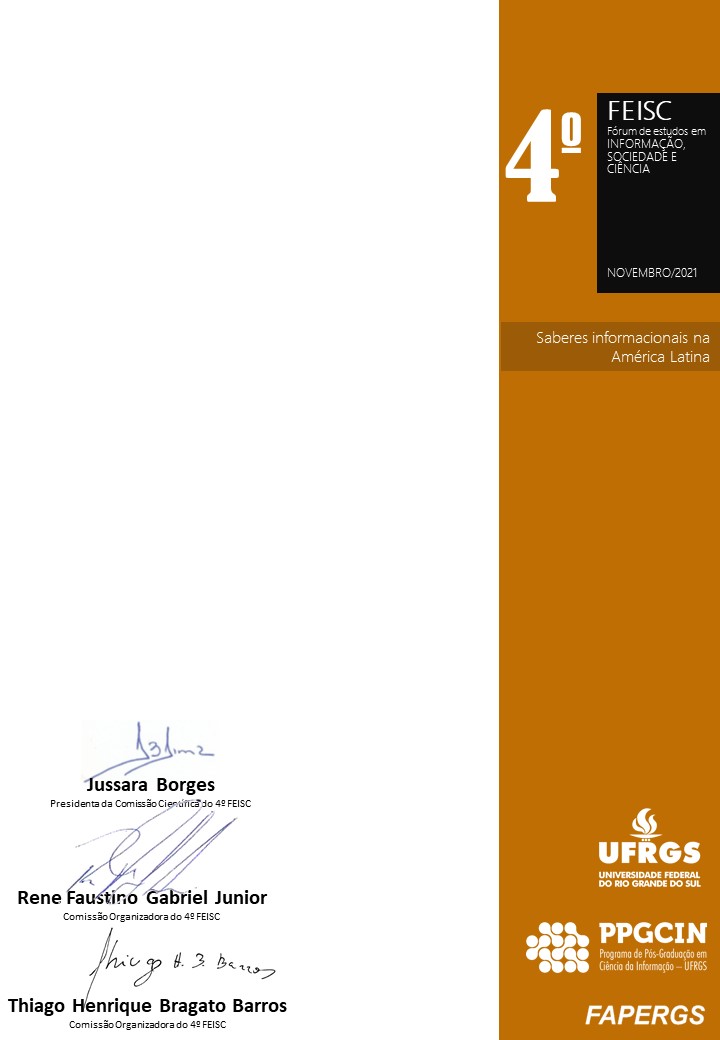 4º
FEISC
Fórum de estudos em
INFORMAÇÃO,
SOCIEDADE E
CIÊNCIA
NOVEMBRO/2021
Saberes informacionais na
América Latina
Jussara Borges
Presidenta da Comissão Científica do 4º FEISC
Rene Faustino Gabriel Junior
Comissão Organizadora do 4º FEISC
Thiago H. B. Barros
Thiago Henrique Bragato Barros
Comissão Organizadora do 4º FEISC
UFRGS
UNIVERSIDADE FEDERAL
DO RIO GRANDE DO SUL
PPGCIN
Programa de Pós-Graduação em
Ciência da Informação – UFRGS
FAPERGS